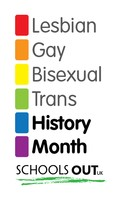 Lesbian
Gay
Bisexual
Trans
History
Month
SCHOOLS OUT UK